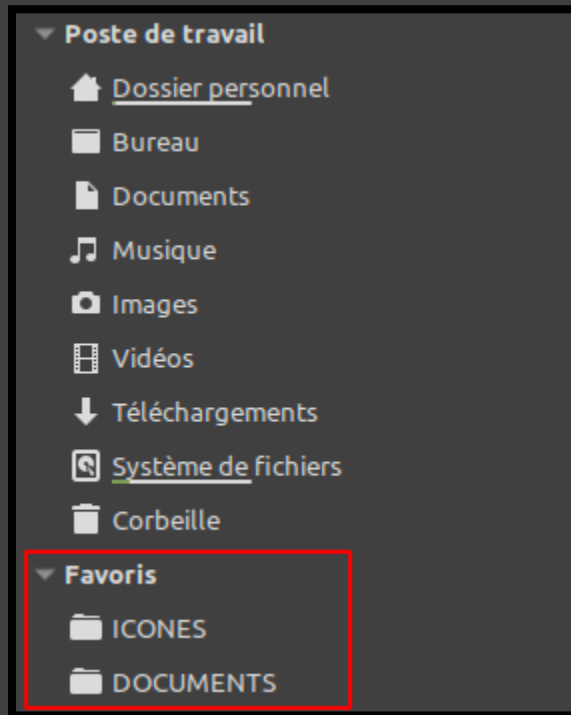 Poste de travail
Dossier personnel
Bureau
Documents
Musique
Images
Vidéos
Téléchargements
Système de fichiers
Corbeille
Favoris
ICONES
DOCUMENTS